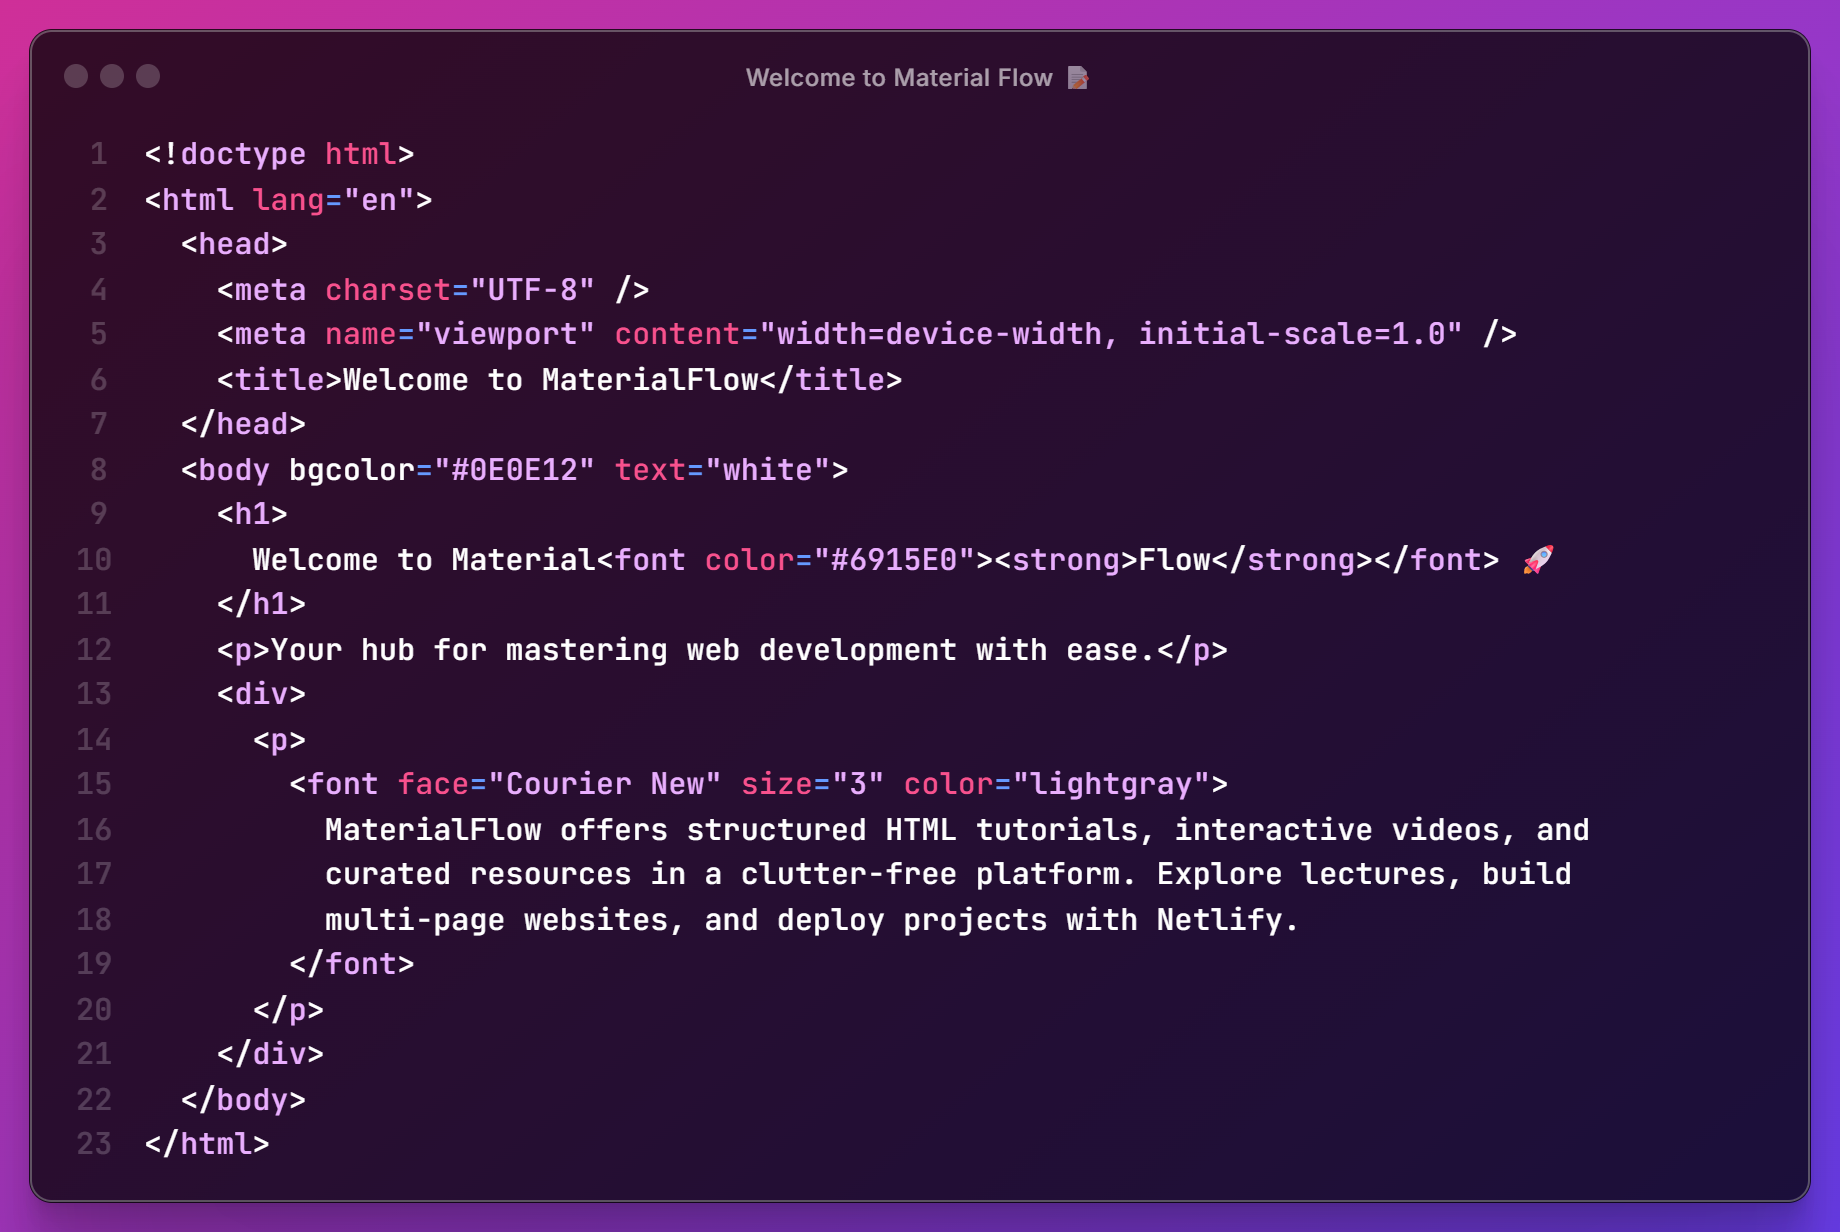 Welcome to Material Flow 📝
1 <!doctype html>
2 <html lang="en">
3   <head>
4     <meta charset="UTF-8" />
5     <meta name="viewport" content="width=device-width, initial-scale=1.0" />
6     <title>Welcome to MaterialFlow</title>
7   </head>
8   <body bgcolor="#0E0E12" text="white">
9     <h1>
10       Welcome to Material<font color="#6915E0"><strong>Flow</strong></font> 🚀
11     </h1>
12     <p>Your hub for mastering web development with ease.</p>
13     <div>
14       <p>
15         <font face="Courier New" size="3" color="lightgray">
16           MaterialFlow offers structured HTML tutorials, interactive videos, and
17           curated resources in a clutter-free platform. Explore lectures, build
18           multi-page websites, and deploy projects with Netlify.
19         </font>
20       </p>
21     </div>
22   </body>
23 </html>